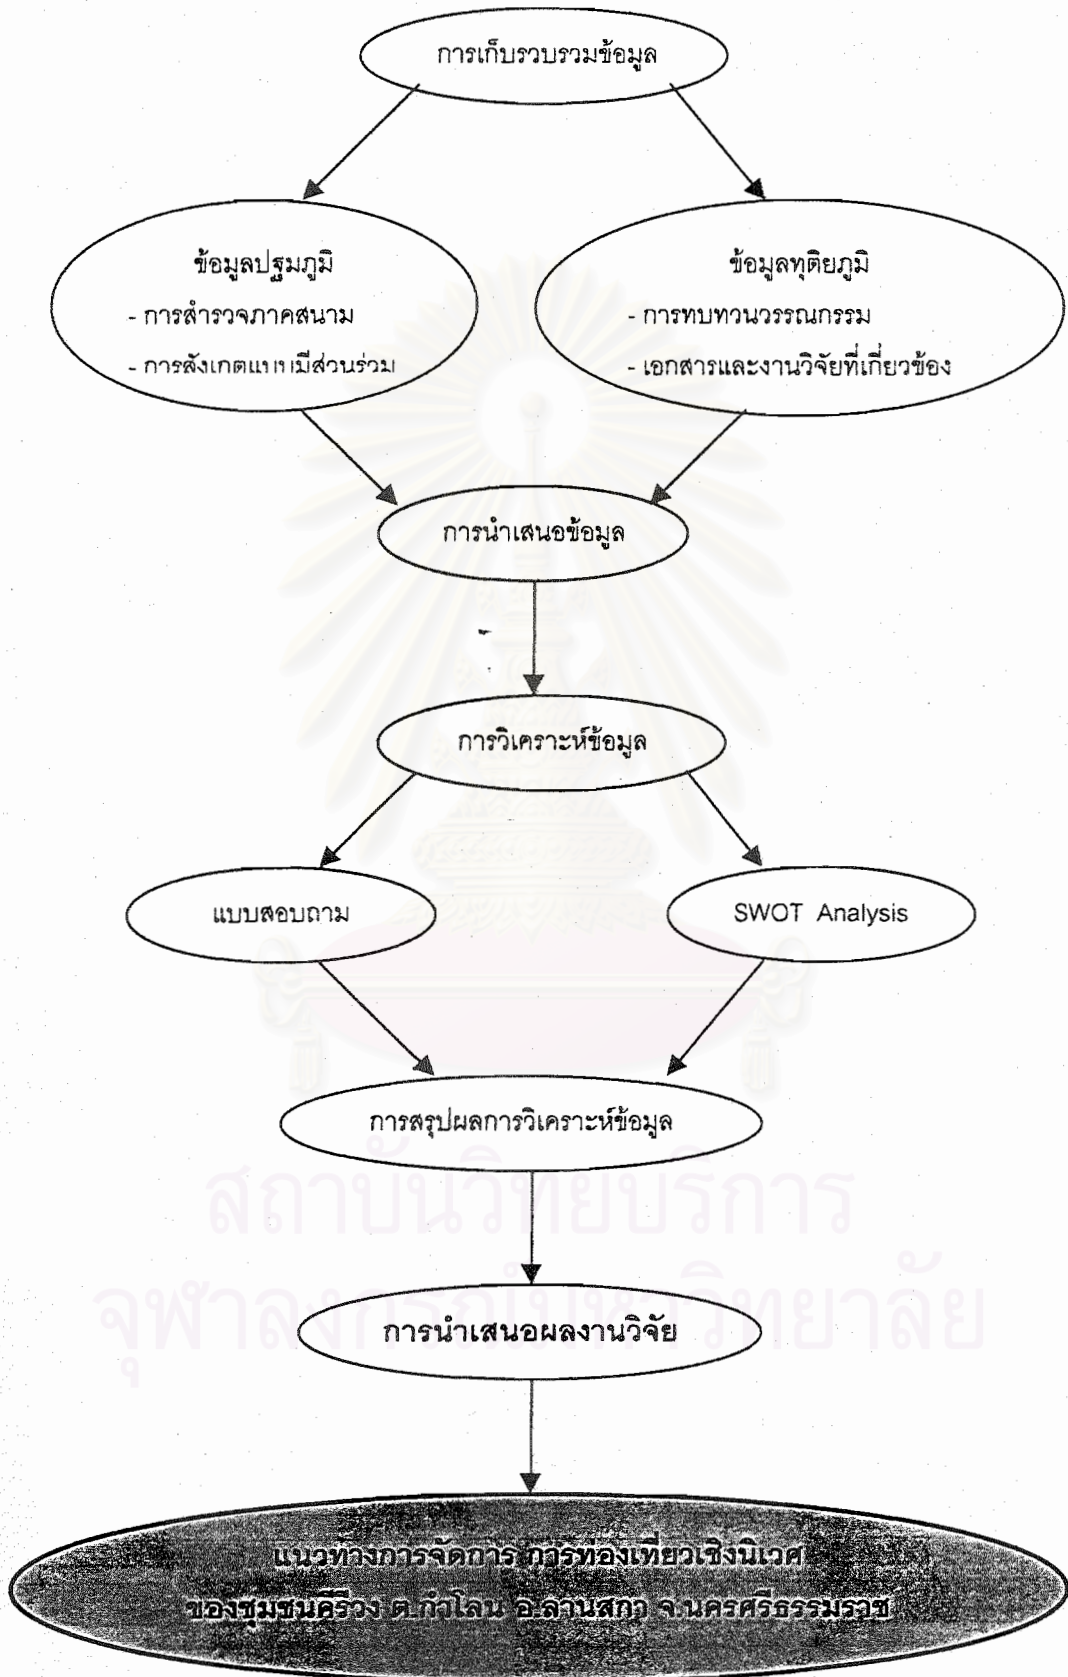 การเก็บรวบรวมข้อมูล
ข้อมูลปฐมภูมิ
- การสำรวจภาคสนาม
- การสังเกตแบบมีส่วนร่วม
ข้อมูลทุติยภูมิ
- การทบทวนวรรณกรรม
- เอกสารและงานวิจัยที่เกี่ยวข้อง
การนำเสนอข้อมูล
การวิเคราะห์ข้อมูล
แบบสอบถาม
SWOT Analysis
การสรุปผลการวิเคราะห์ข้อมูล
สถาบันวิทยบริการ
จุฬาลงกรณ์มหาวิทยาลัย
การนำเสนอผลงานวิจัย
แนวทางการจัดการ การท่องเที่ยวเชิงนิเวศ
ของชุมชนคีรีวง ต.กำโลน อ.ลานสกา จ.นครศรีธรรมราช